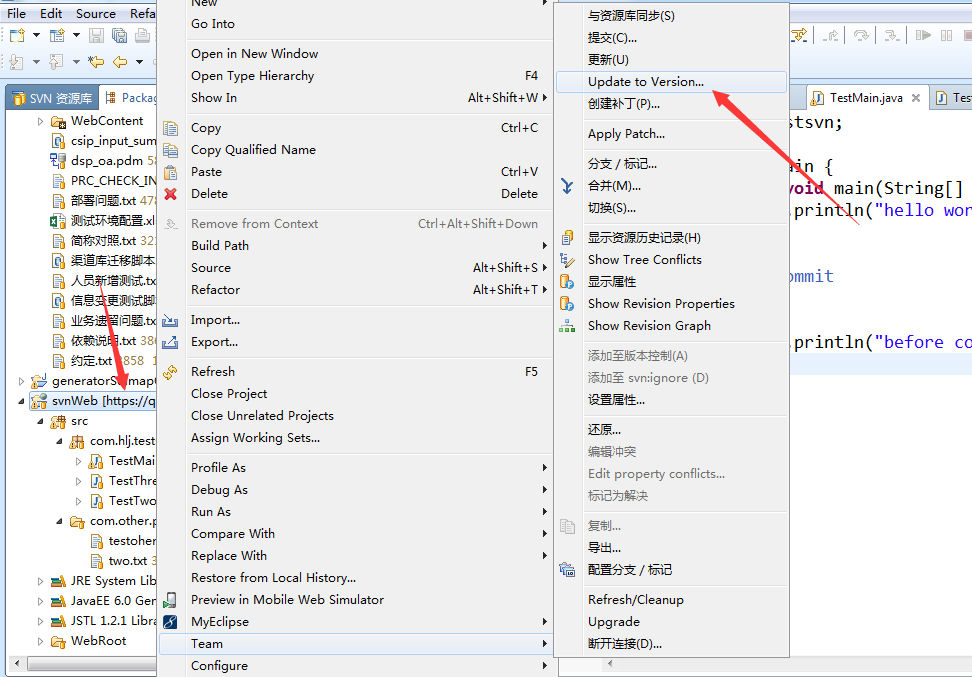 File Edit Source Refa
SVN 资源库
Packag
WebContent
csip_input_sum
dsp_oa.pdm 5
PRC_CHECK_IN
部署问题.txt 478
测试环境配置.xl
简称对照.txt 321
渠道库迁移脚本
人员新增测试.txt
信息变更测试脚
业务遗留问题.tx
依赖说明.txt 386
约定.txt 3858 1
generatorSqlmap
svnWeb [https://q
src
com.hlj.test
TestMai
TestThre
TestTwo
com.other.p
testoher
two.txt 3
JRE System Lib
JavaEE 6.0 Gen
JSTL 1.2.1 Libra
WebRoot
New
Go Into
Open in New Window
Open Type Hierarchy F4
Show In Alt+Shift+W
Copy Ctrl+C
Copy Qualified Name
Paste Ctrl+V
Delete Delete
Remove from Context Ctrl+Alt+Shift+Down
Build Path
Source Alt+Shift+S
Refactor Alt+Shift+T
Import...
Export...
Refresh F5
Close Project
Close Unrelated Projects
Assign Working Sets...
Profile As
Debug As
Run As
Compare With
Replace With
Restore from Local History...
Preview in Mobile Web Simulator
MyEclipse
Team
Configure
与资源库同步(S)
提交(C)...
更新(U)
Update to Version...
创建补丁(P)...
Apply Patch...
分支 / 标记...
合并(M)...
切换(S)...
显示资源历史记录(H)
Show Tree Conflicts
显示属性
Show Revision Properties
Show Revision Graph
添加至版本控制(A)
添加至 svn:ignore (D)
设置属性...
还原...
编辑冲突
Edit property conflicts...
标记为解决
复制...
导出...
配置分支 / 标记
Refresh/Cleanup
Upgrade
断开连接(D)...
TestMain.java
Tes
stsvn;
ain {
void main(String[]
.println("hello wor
ommit
.println("before co